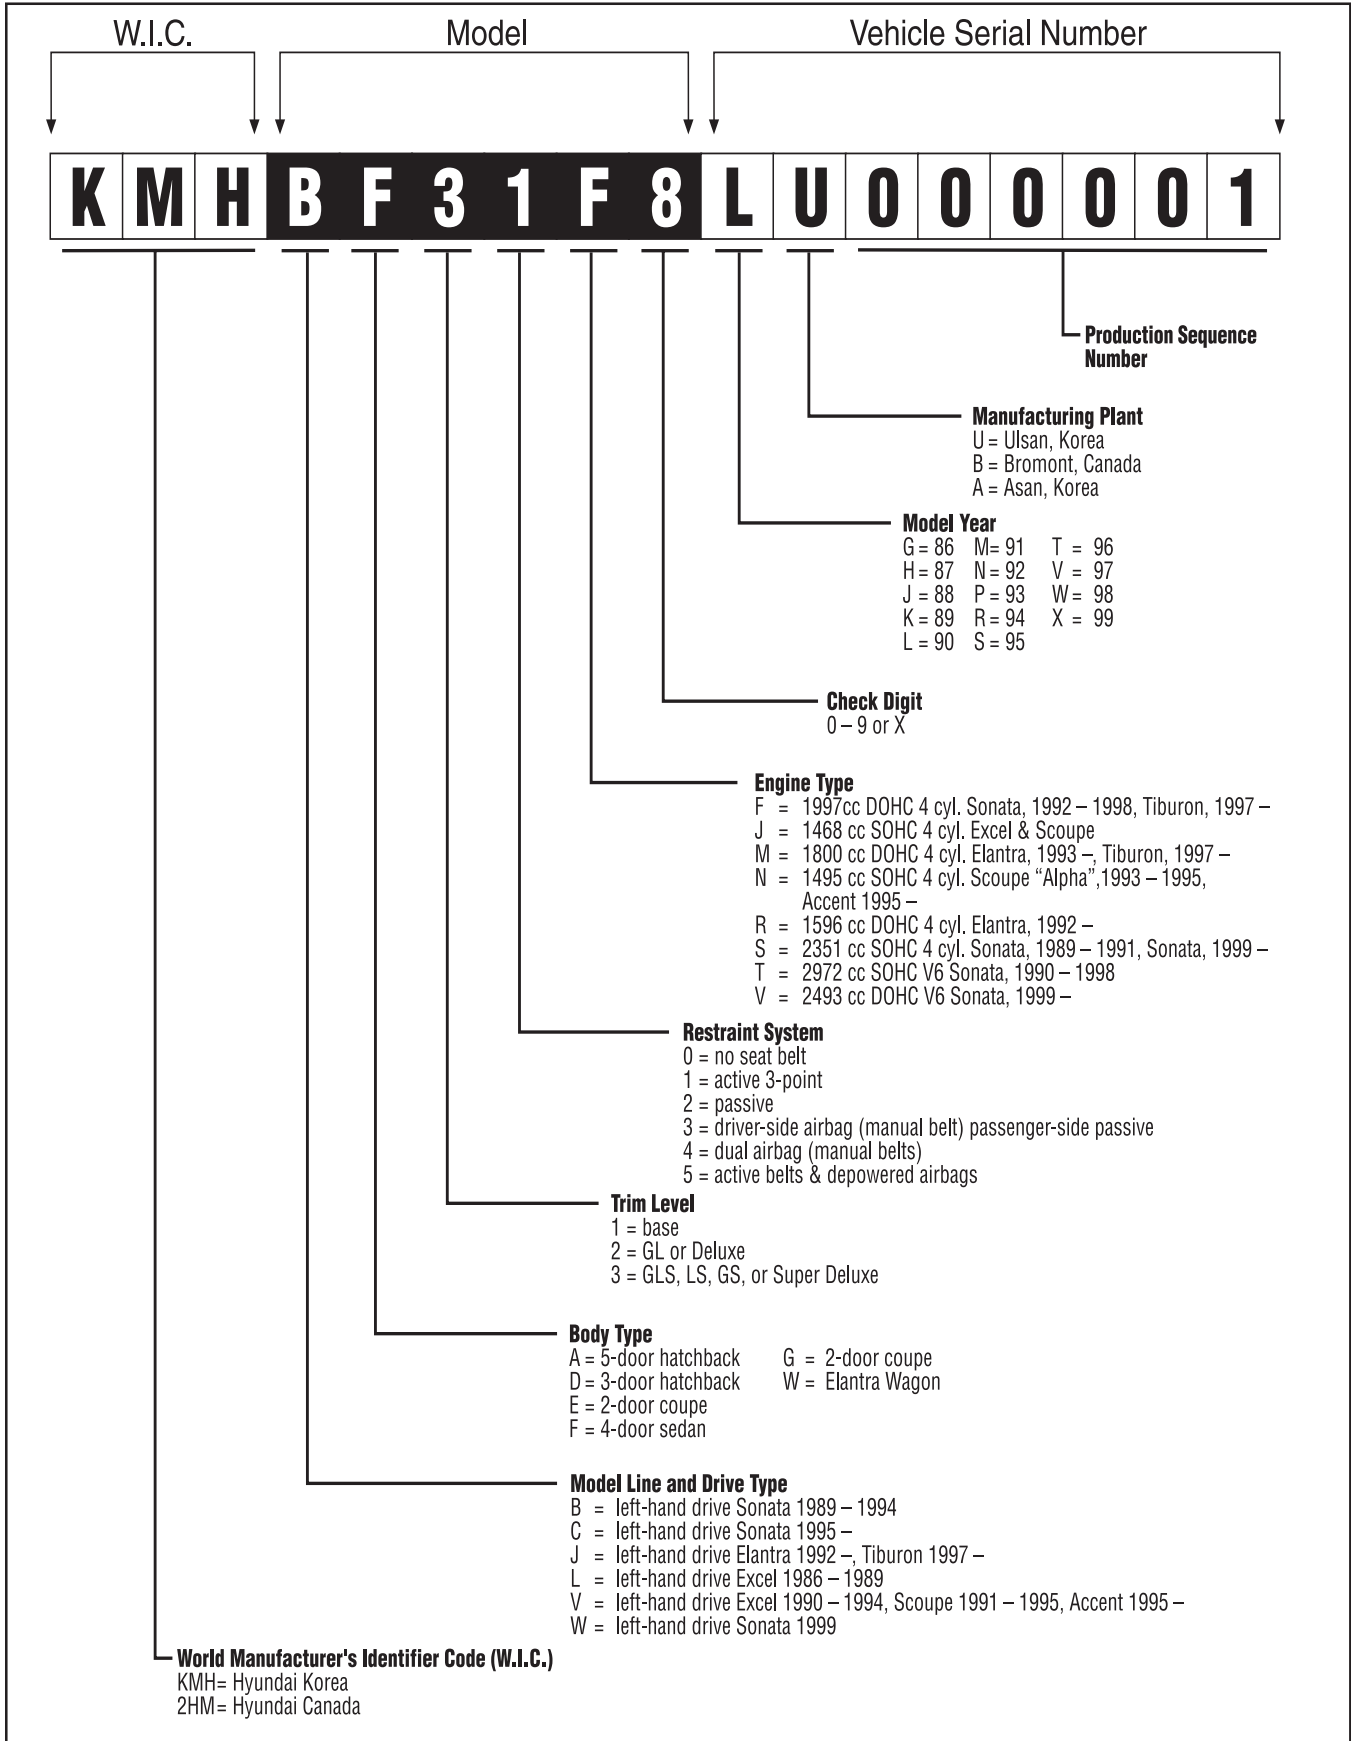 W.I.C. Model Vehicle Serial Number
K M H B F 3 1 F 8 L U 0 0 0 0 0 1
Production Sequence
Number
Manufacturing Plant
U = Ulsan, Korea
B = Bromont, Canada
A = Asan, Korea
Model Year
G = 86 M= 91 T = 96
H = 87 N = 92 V = 97
J = 88 P = 93 W = 98
K = 89 R = 94 X = 99
L = 90 S = 95
Check Digit
0 – 9 or X
Engine Type
F = 1997cc DOHC 4 cyl. Sonata, 1992 – 1998, Tiburon, 1997 –
J = 1468 cc SOHC 4 cyl. Excel & Scoupe
M = 1800 cc DOHC 4 cyl. Elantra, 1993 –, Tiburon, 1997 –
N = 1495 cc SOHC 4 cyl. Scoupe “Alpha”,1993 – 1995,
Accent 1995 –
R = 1596 cc DOHC 4 cyl. Elantra, 1992 –
S = 2351 cc SOHC 4 cyl. Sonata, 1989 – 1991, Sonata, 1999 –
T = 2972 cc SOHC V6 Sonata, 1990 – 1998
V = 2493 cc DOHC V6 Sonata, 1999 –
Restraint System
0 = no seat belt
1 = active 3-point
2 = passive
3 = driver-side airbag (manual belt) passenger-side passive
4 = dual airbag (manual belts)
5 = active belts & depowered airbags
Trim Level
1 = base
2 = GL or Deluxe
3 = GLS, LS, GS, or Super Deluxe
Body Type
A = 5-door hatchback G = 2-door coupe
D = 3-door hatchback W = Elantra Wagon
E = 2-door coupe
F = 4-door sedan
Model Line and Drive Type
B = left-hand drive Sonata 1989 – 1994
C = left-hand drive Sonata 1995 –
J = left-hand drive Elantra 1992 –, Tiburon 1997 –
L = left-hand drive Excel 1986 – 1989
V = left-hand drive Excel 1990 – 1994, Scoupe 1991 – 1995, Accent 1995 –
W = left-hand drive Sonata 1999
World Manufacturer's Identifier Code (W.I.C.)
KMH= Hyundai Korea
2HM= Hyundai Canada